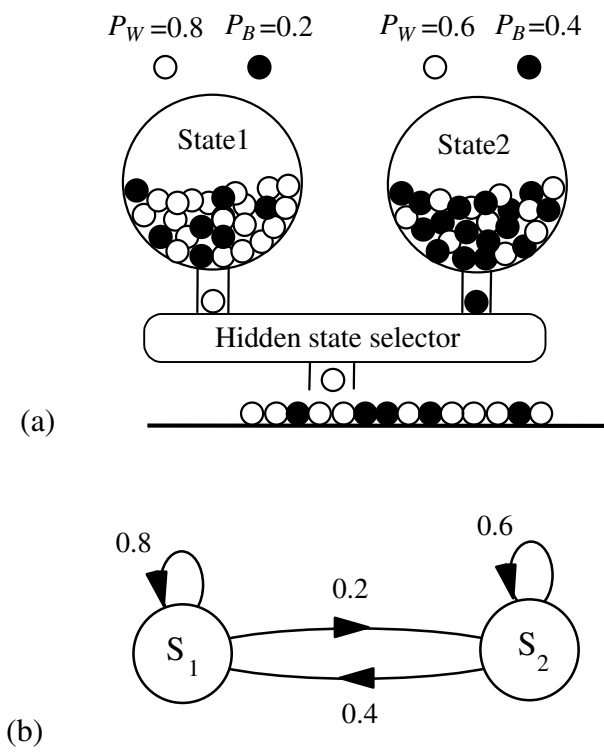 P_W=0.8 P_B=0.2 P_W=0.6 P_B=0.4
State1 State2
Hidden state selector
(a)
0.8 0.6
0.2
S_1 S_2
0.4
(b)